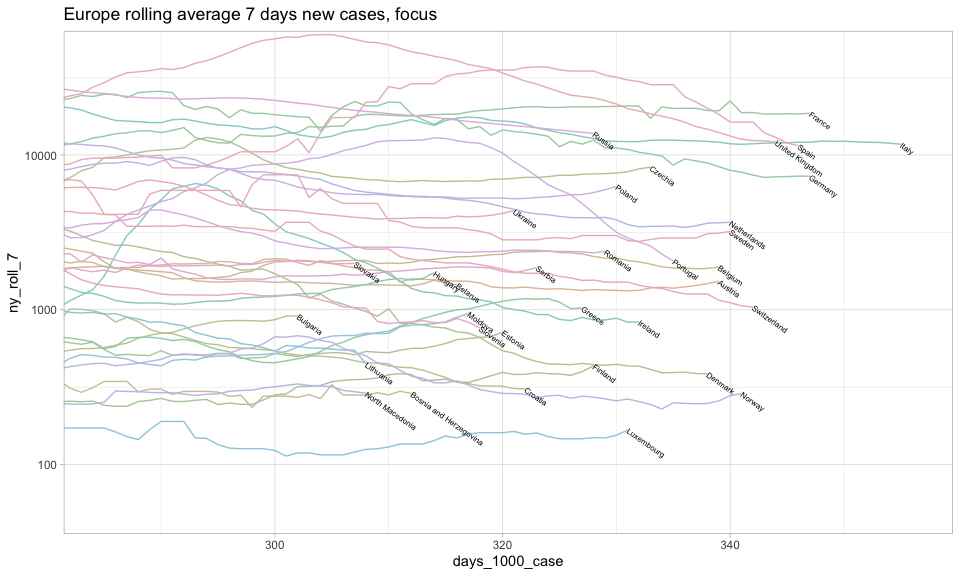 Europe rolling average 7 days new cases, focus
ny_roll_7
10000
1000
100
France
Russia
United Kingdom
Spain
Italy
Czechia
Germany
Poland
Ukraine
Netherlands
Sweden
Romania
Portugal
Belgium
Slovakia
Hungary
Serbia
Belarus
Austria
Switzerland
Bulgaria
Moldova
Greece
Ireland
Slovenia
Estonia
Lithuania
Finland
Denmark
North Macedonia
Bosnia and Herzegovina
Croatia
Norway
Luxembourg
300
320
340
days_1000_case